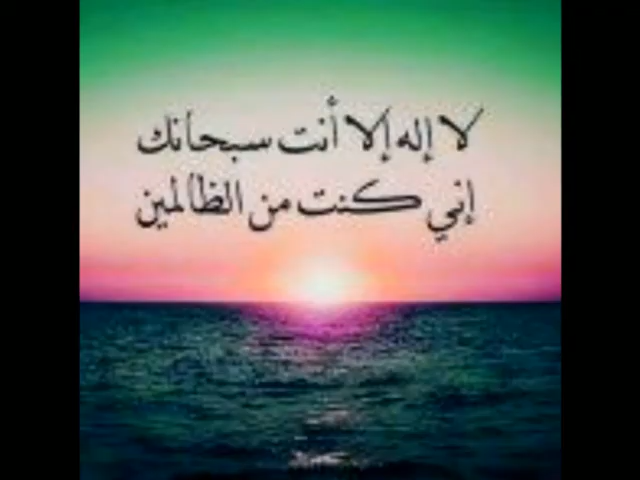 لا إله إلا أنت سبحانك
إني كنت من الظالمين